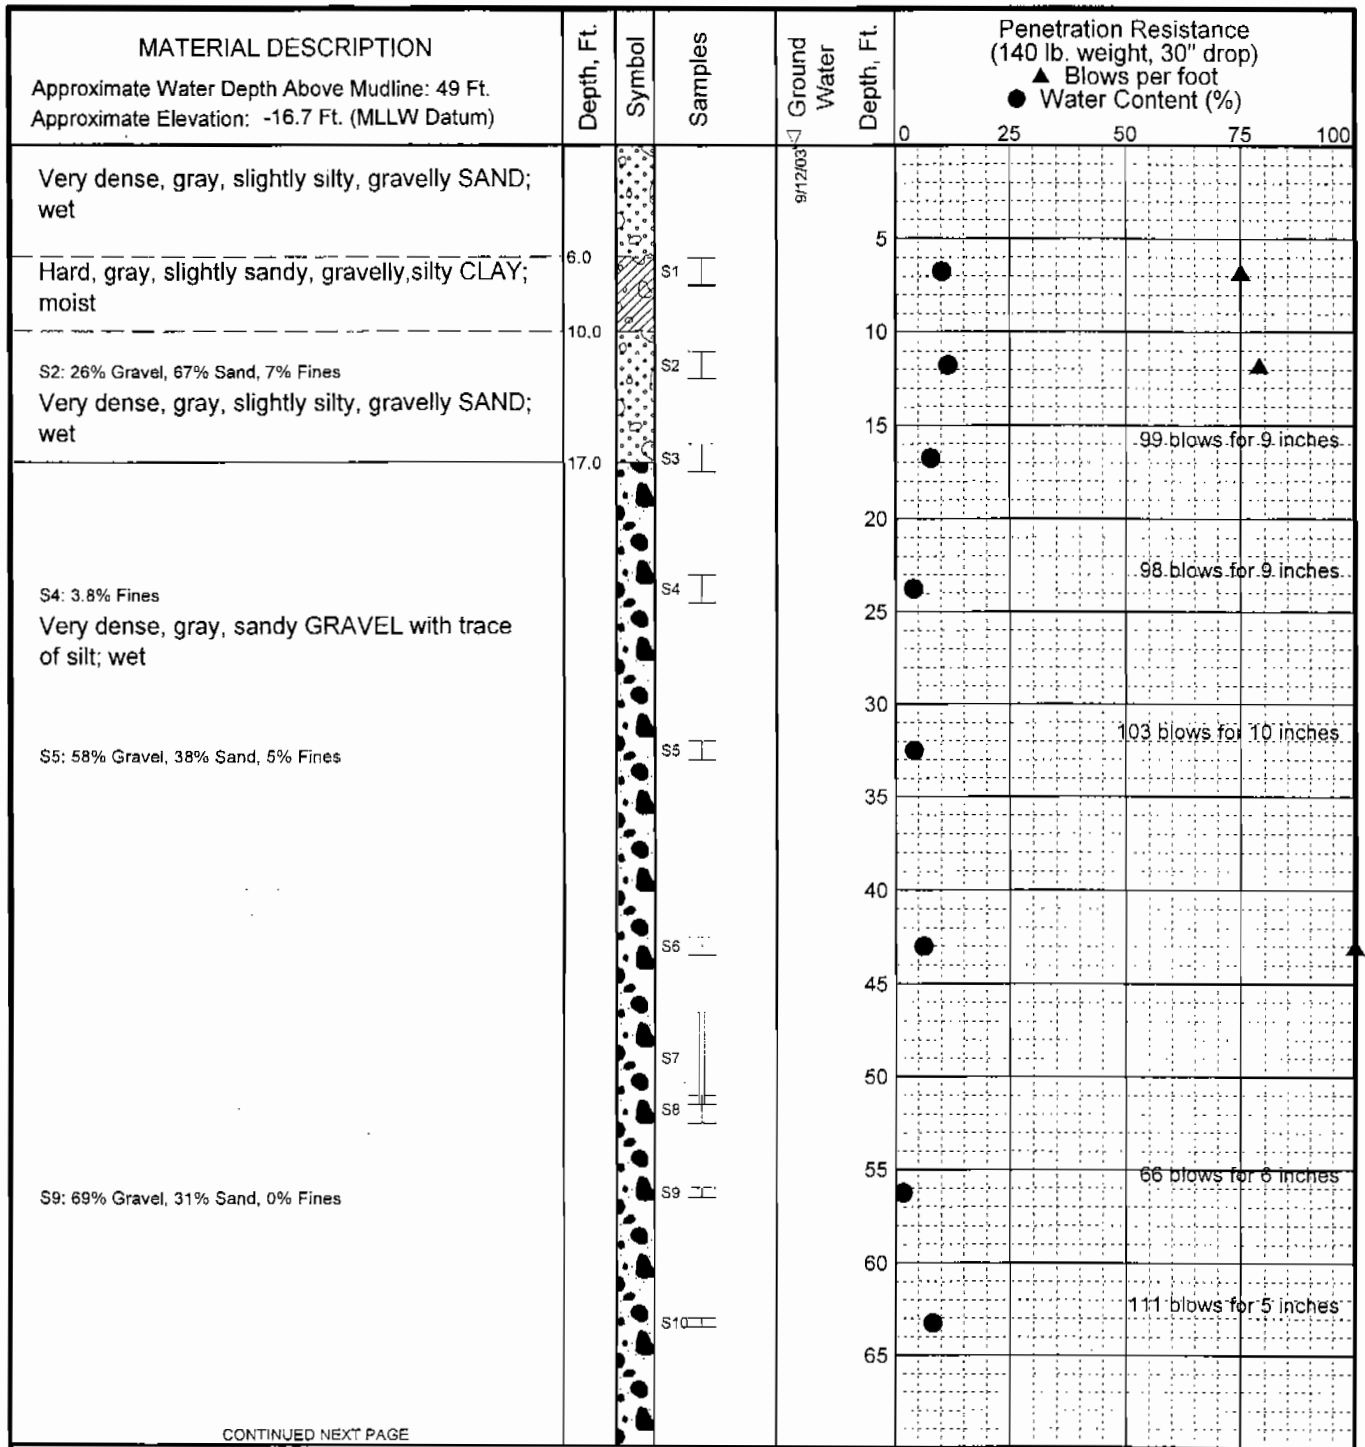 MATERIAL DESCRIPTION
Approximate Water Depth Above Mudline: 49 Ft.
Approximate Elevation: -16.7 Ft. (MLLW Datum)
Depth, Ft.
Symbol
Samples
Ground
Water
Depth, Ft.
Penetration Resistance
(140 lb. weight, 30" drop)
▲ Blows per foot
● Water Content (%)
0 25 50 75 100
9/12/03
Very dense, gray, slightly silty, gravelly SAND;
wet
6.0
Hard, gray, slightly sandy, gravelly,silty CLAY;
moist
10.0
S2: 26% Gravel, 67% Sand, 7% Fines
Very dense, gray, slightly silty, gravelly SAND;
wet
17.0
S4: 3.8% Fines
Very dense, gray, sandy GRAVEL with trace
of silt; wet
S5: 58% Gravel, 38% Sand, 5% Fines
S9: 69% Gravel, 31% Sand, 0% Fines
CONTINUED NEXT PAGE
S1
S2
S3
S4
S5
S6
S7
S8
S9
S10
5
10
15
20
25
30
35
40
45
50
55
60
65
99 blows for 9 inches
98 blows for 9 inches
103 blows for 10 inches
66 blows for 6 inches
111 blows for 5 inches